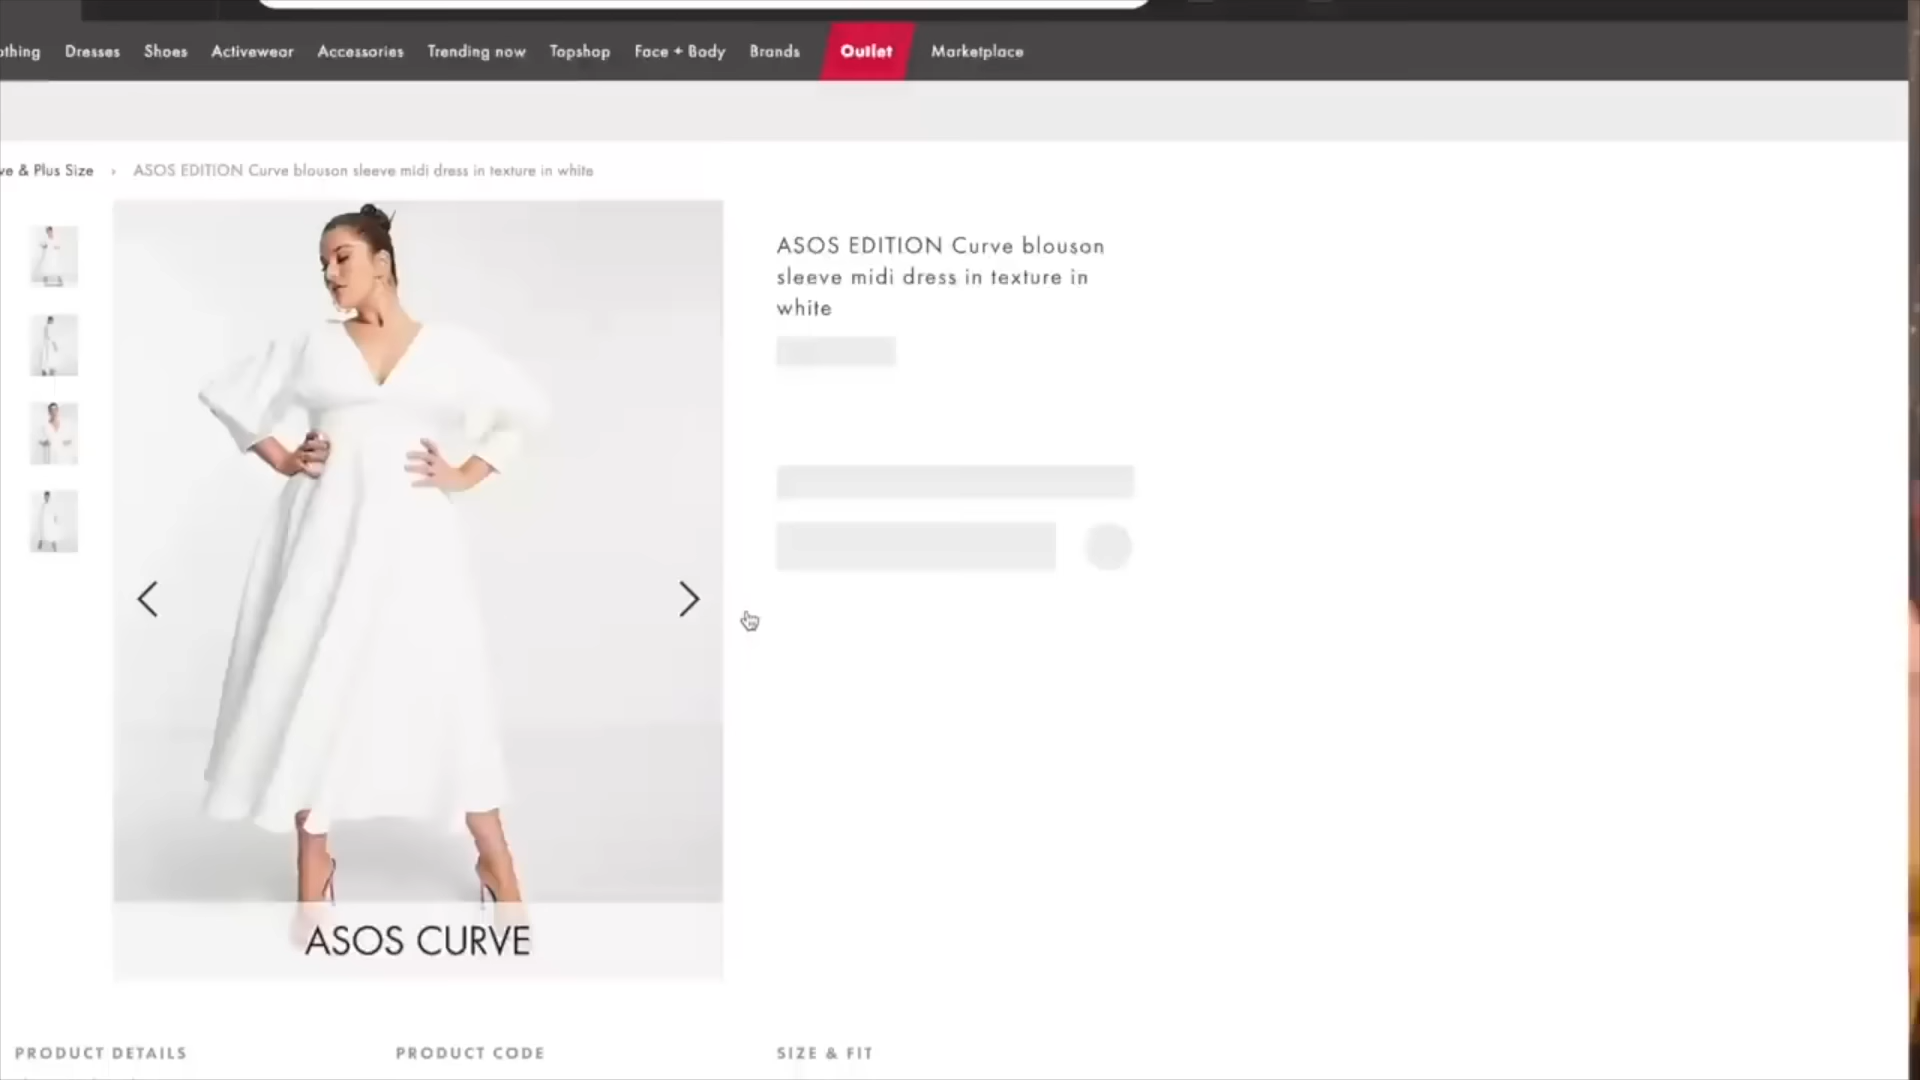 Dresses Shoes Activewear Accessories Trending now Topshop Face + Body Brands Outlet Marketplace
& Plus Size › ASOS EDITION Curve blouson sleeve midi dress in texture in white
ASOS EDITION Curve blouson
sleeve midi dress in texture in
white
ASOS CURVE
PRODUCT DETAILS PRODUCT CODE SIZE & FIT